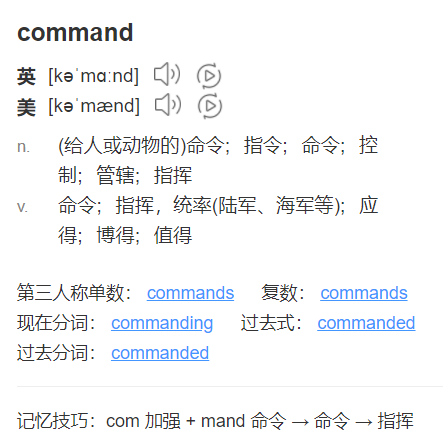 command
英 [kəˈmɑːnd]
美 [kəˈmænd]
n. (给人或动物的)命令；指令；命令；控
制；管辖；指挥
v. 命令；指挥，统率(陆军、海军等)；应
得；博得；值得
第三人称单数： commands 复数： commands
现在分词： commanding 过去式： commanded
过去分词： commanded
记忆技巧：com 加强 + mand 命令 → 命令 → 指挥